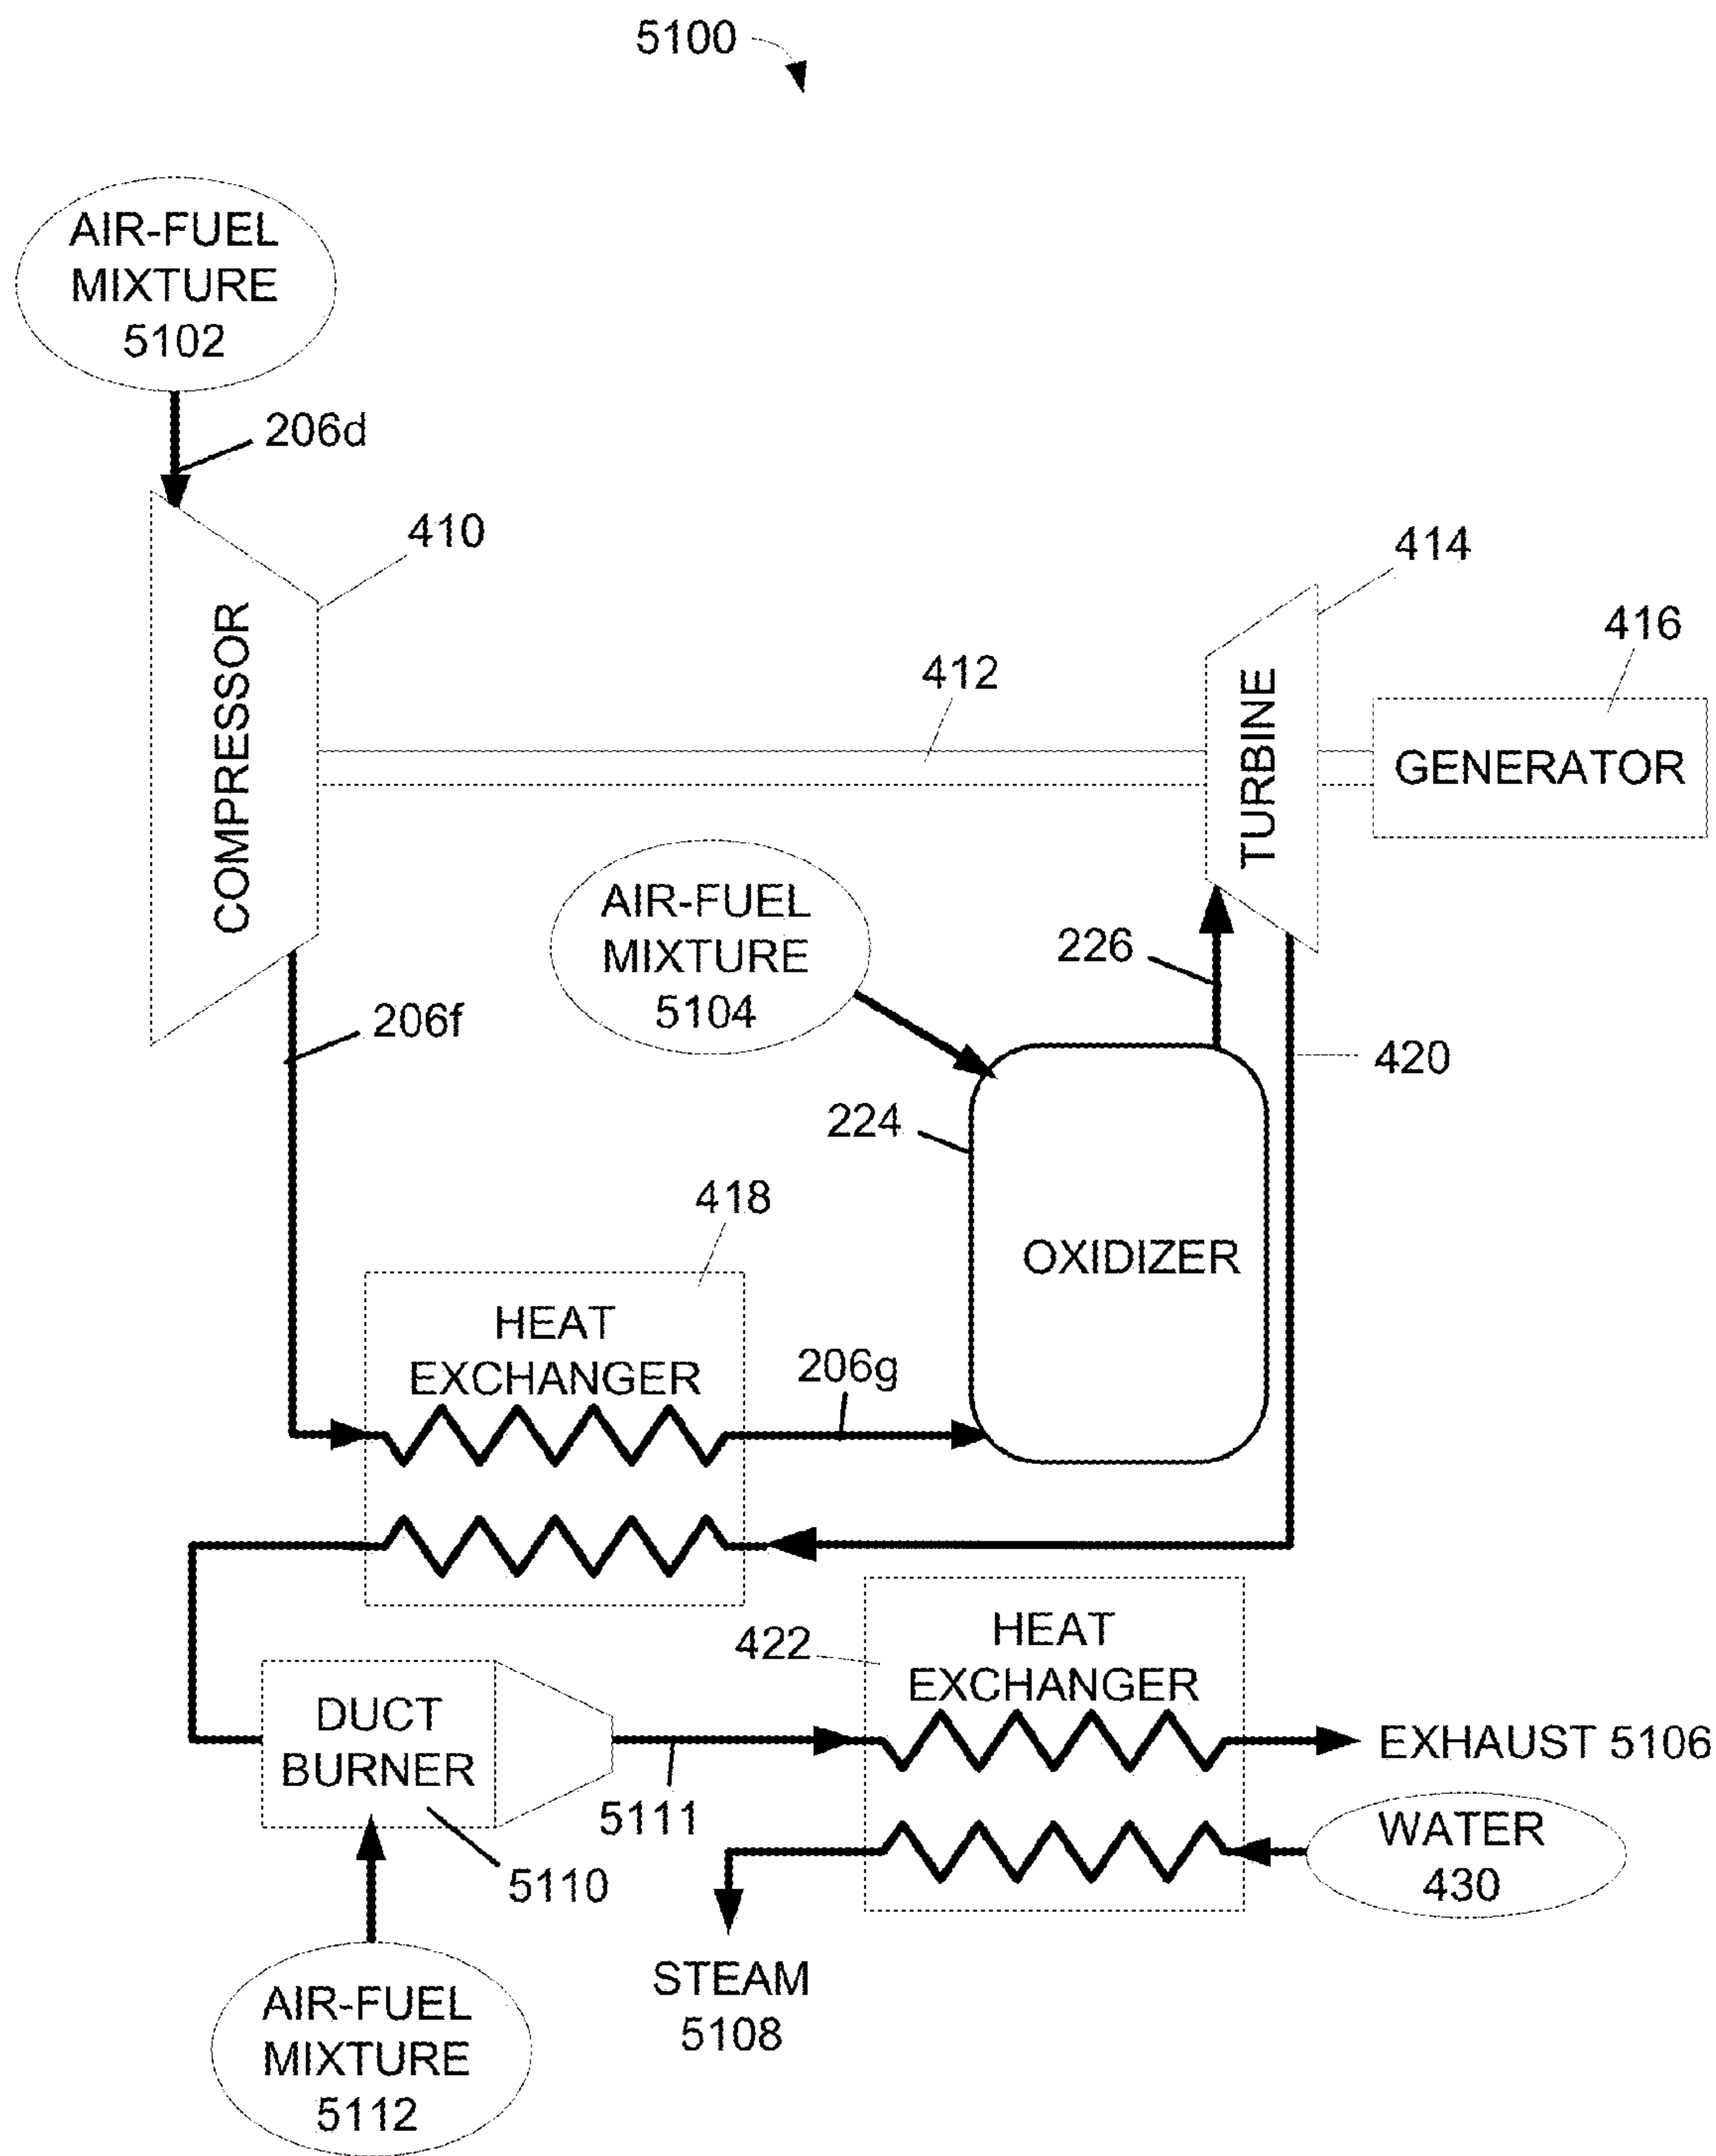 5100
AIR-FUEL
MIXTURE
5102
206d
410
COMPRESSOR
412
414
TURBINE
416
GENERATOR
AIR-FUEL
MIXTURE
5104
226
206f
420
224
OXIDIZER
418
HEAT
EXCHANGER
206g
422
HEAT
EXCHANGER
DUCT
BURNER
5111
EXHAUST 5106
WATER
430
5110
STEAM
5108
AIR-FUEL
MIXTURE
5112